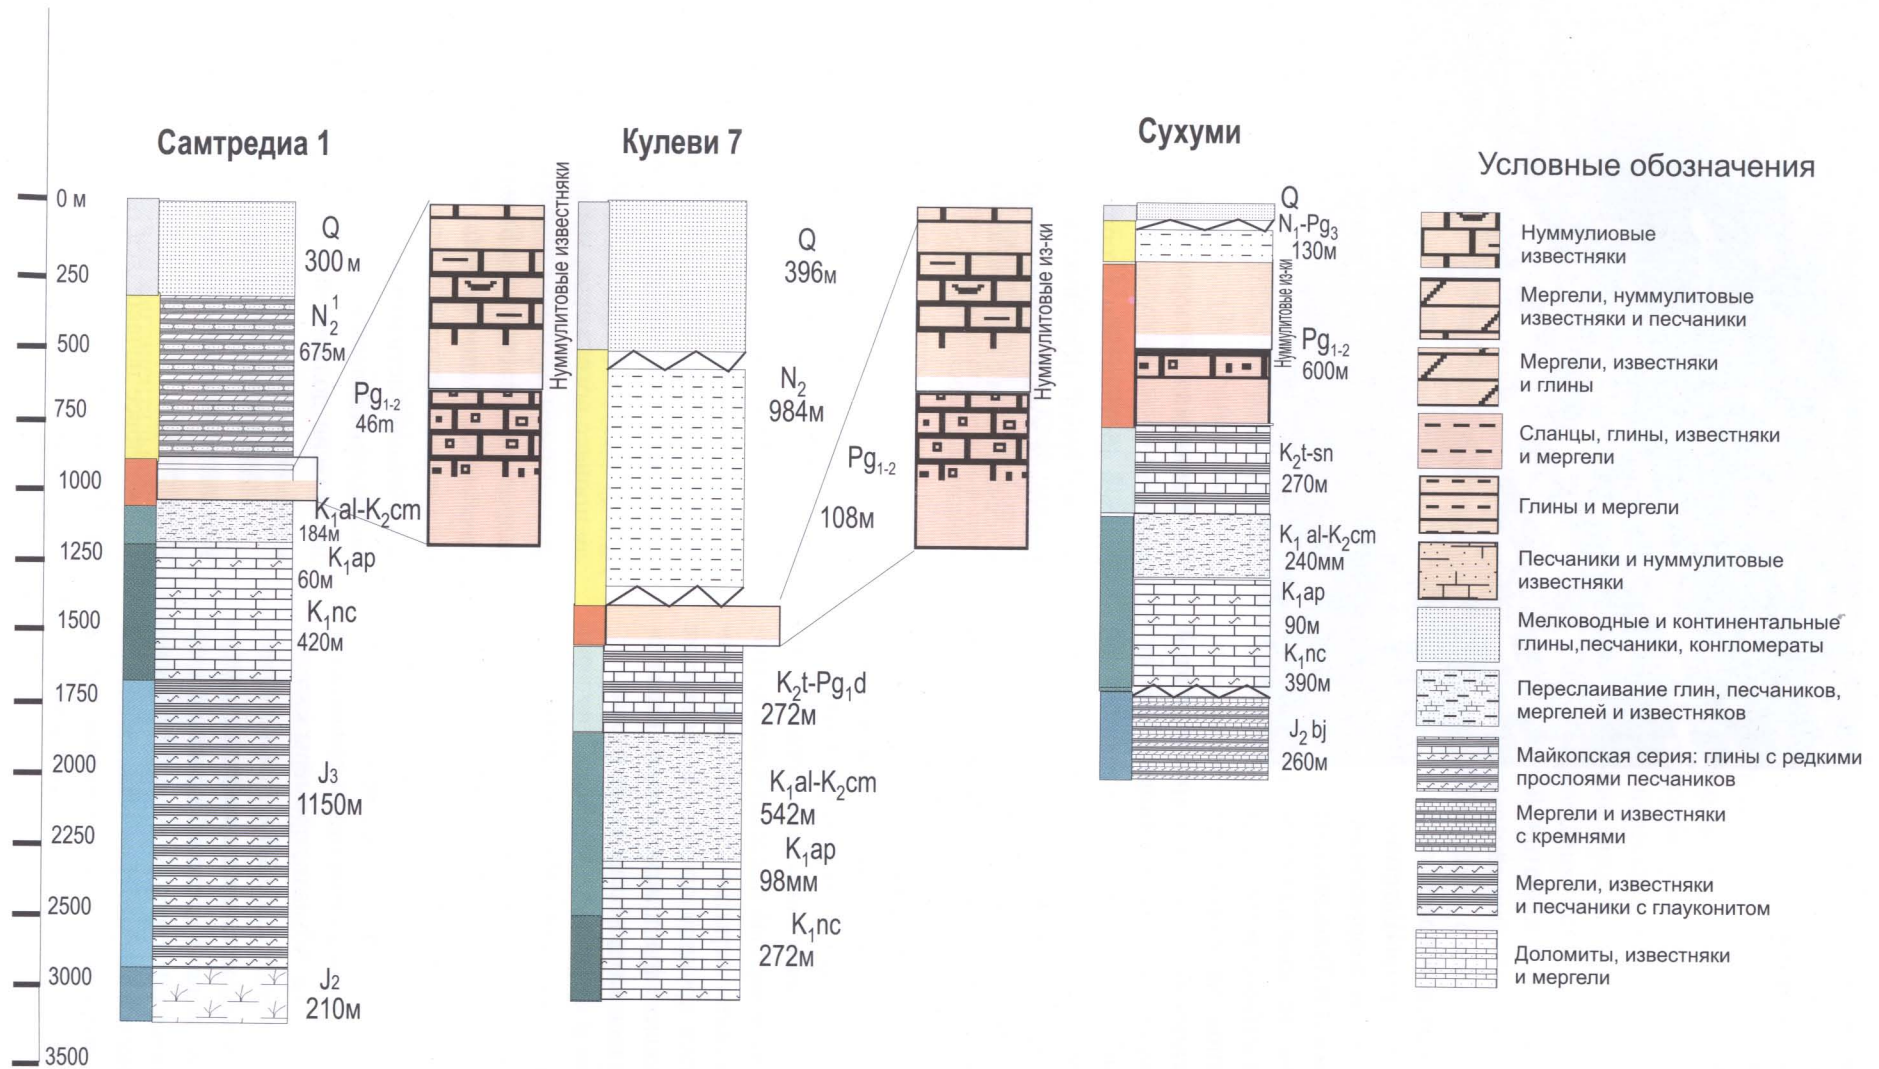 0 м
250
500
750
1000
1250
1500
1750
2000
2250
2500
3000
3500
Самтредиа 1
Q
300 м
N₂¹
675м
Pg₁₋₂
46m
K₁al-K₂cm
184м
K₁ap
60м
K₁nc
420м
J₃
1150м
J₂
210м
Нуммулитовые известняки
Кулеви 7
Q
396м
N₂
984м
Pg₁₋₂
108м
K₂t-Pg₁d
272м
K₁al-K₂cm
542м
K₁ap
98мм
K₁nc
272м
Нуммулитовые из-ки
Сухуми
Q
N₁-Pg₃
130м
Нуммулитовые из-ки
Pg₁₋₂
600м
K₂t-sn
270м
K₁ al-K₂cm
240мм
K₁ap
90м
K₁nc
390м
J₂ bj
260м
Условные обозначения
Нуммулиовые
известняки
Мергели, нуммулитовые
известняки и песчаники
Мергели, известняки
и глины
Сланцы, глины, известняки
и мергели
Глины и мергели
Песчаники и нуммулитовые
известняки
Мелководные и континентальные
глины,песчаники, конгломераты
Переслаивание глин, песчаников,
мергелей и известняков
Майкопская серия: глины с редкими
прослоями песчаников
Мергели и известняки
с кремнями
Мергели, известняки
и песчаники с глауконитом
Доломиты, известняки
и мергели